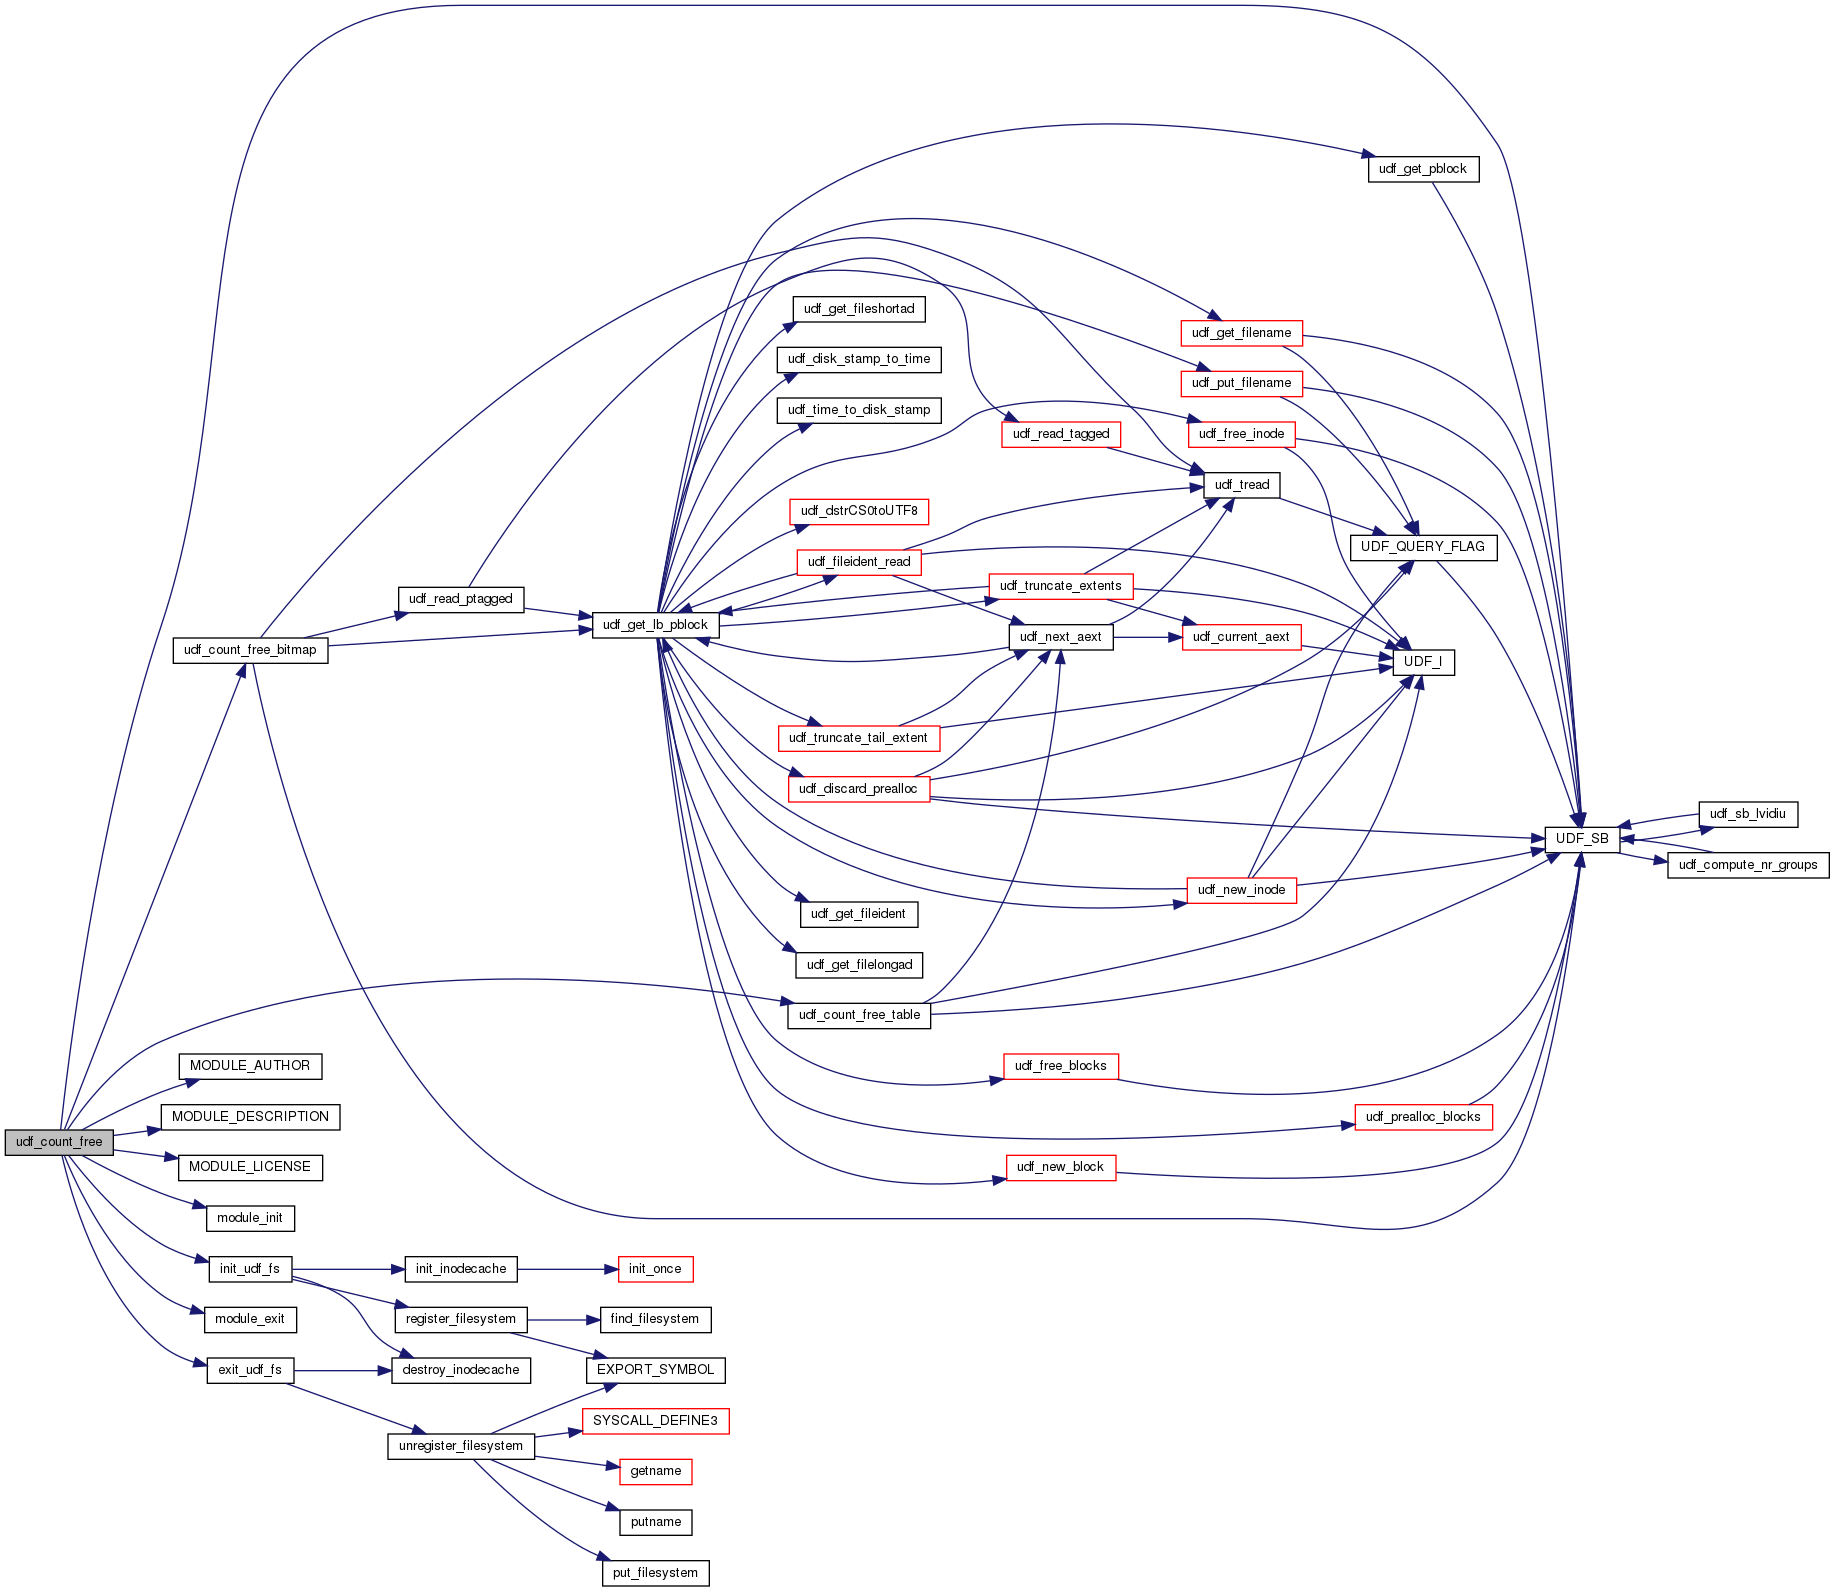 udf_get_pblock
udf_get_fileshortad
udf_get_filename
udf_disk_stamp_to_time
udf_put_filename
udf_time_to_disk_stamp
udf_read_tagged
udf_free_inode
udf_tread
udf_dstrCS0toUTF8
UDF_QUERY_FLAG
udf_fileident_read
udf_truncate_extents
udf_read_ptagged
udf_get_lb_pblock
udf_next_aext
udf_current_aext
udf_count_free_bitmap
UDF_I
udf_truncate_tail_extent
udf_discard_prealloc
udf_sb_lvidiu
UDF_SB
udf_compute_nr_groups
udf_new_inode
udf_get_fileident
udf_get_filelongad
udf_count_free_table
MODULE_AUTHOR
udf_free_blocks
MODULE_DESCRIPTION
udf_prealloc_blocks
udf_count_free
MODULE_LICENSE
udf_new_block
module_init
init_udf_fs
init_inodecache
init_once
module_exit
register_filesystem
find_filesystem
exit_udf_fs
destroy_inodecache
EXPORT_SYMBOL
SYSCALL_DEFINE3
unregister_filesystem
getname
putname
put_filesystem